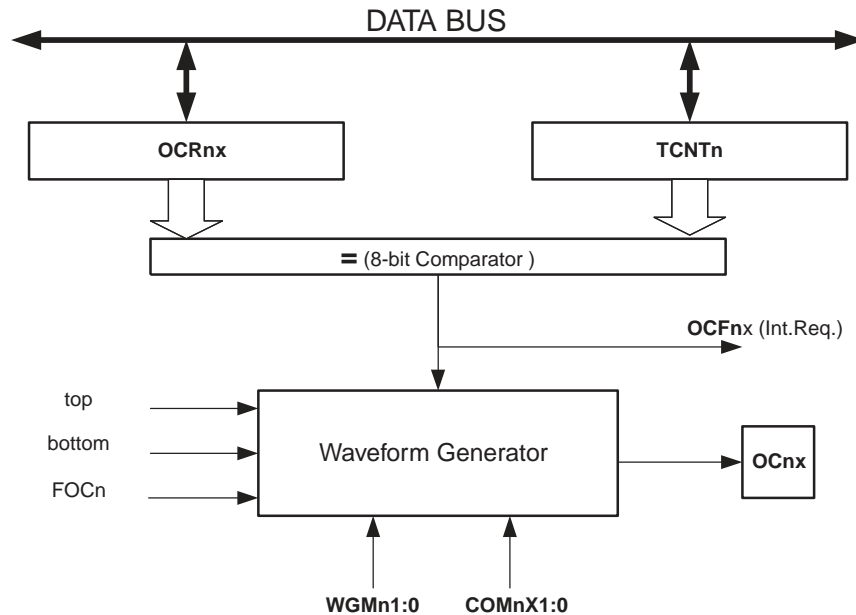 DATA BUS
OCRnx
TCNTn
= (8-bit Comparator )
OCFnx (Int.Req.)
top
bottom
FOCn
Waveform Generator
OCnx
WGMn1:0
COMnX1:0